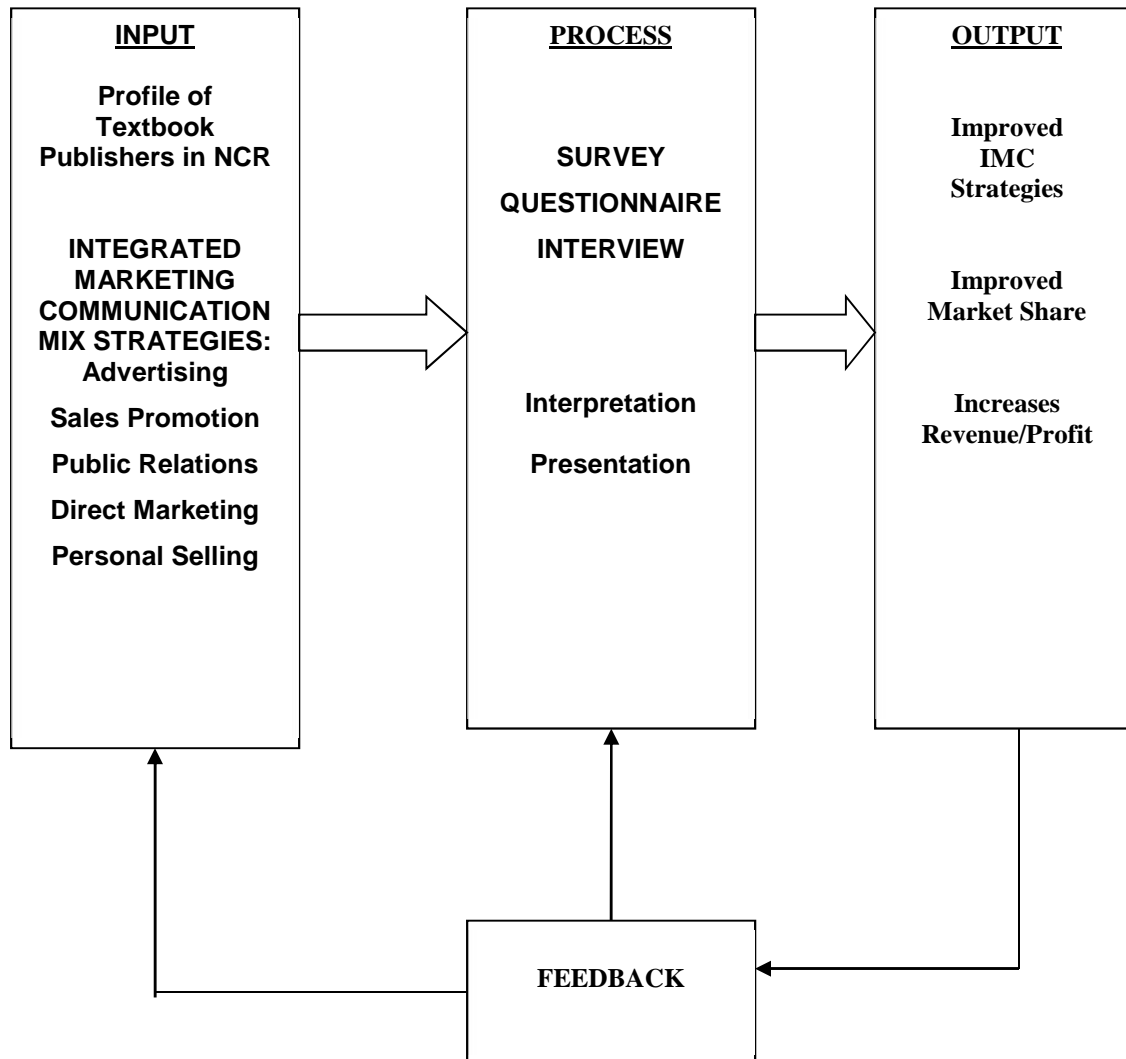 INPUT
Profile of
Textbook
Publishers in NCR
INTEGRATED
MARKETING
COMMUNICATION
MIX STRATEGIES:
Advertising
Sales Promotion
Public Relations
Direct Marketing
Personal Selling
PROCESS
SURVEY
QUESTIONNAIRE
INTERVIEW
Interpretation
Presentation
OUTPUT
Improved
IMC
Strategies
Improved
Market Share
Increases
Revenue/Profit
FEEDBACK